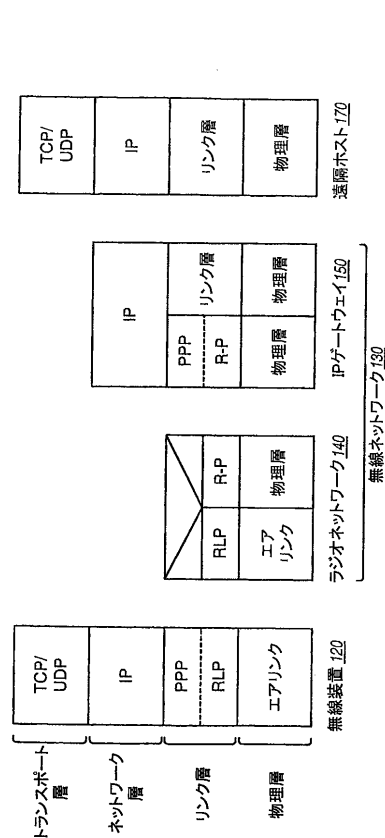 トランスポート
層
ネットワーク
層
リンク層
物理層
TCP/
UDP
IP
PPP
RLP
エアリンク
無線装置 120
RLP
R-P
エア
リンク
物理層
ラジオネットワーク 140
IP
PPP
R-P
リンク層
物理層
物理層
IPゲートウェイ 150
無線ネットワーク 130
TCP/
UDP
IP
リンク層
物理層
遠隔ホスト 170